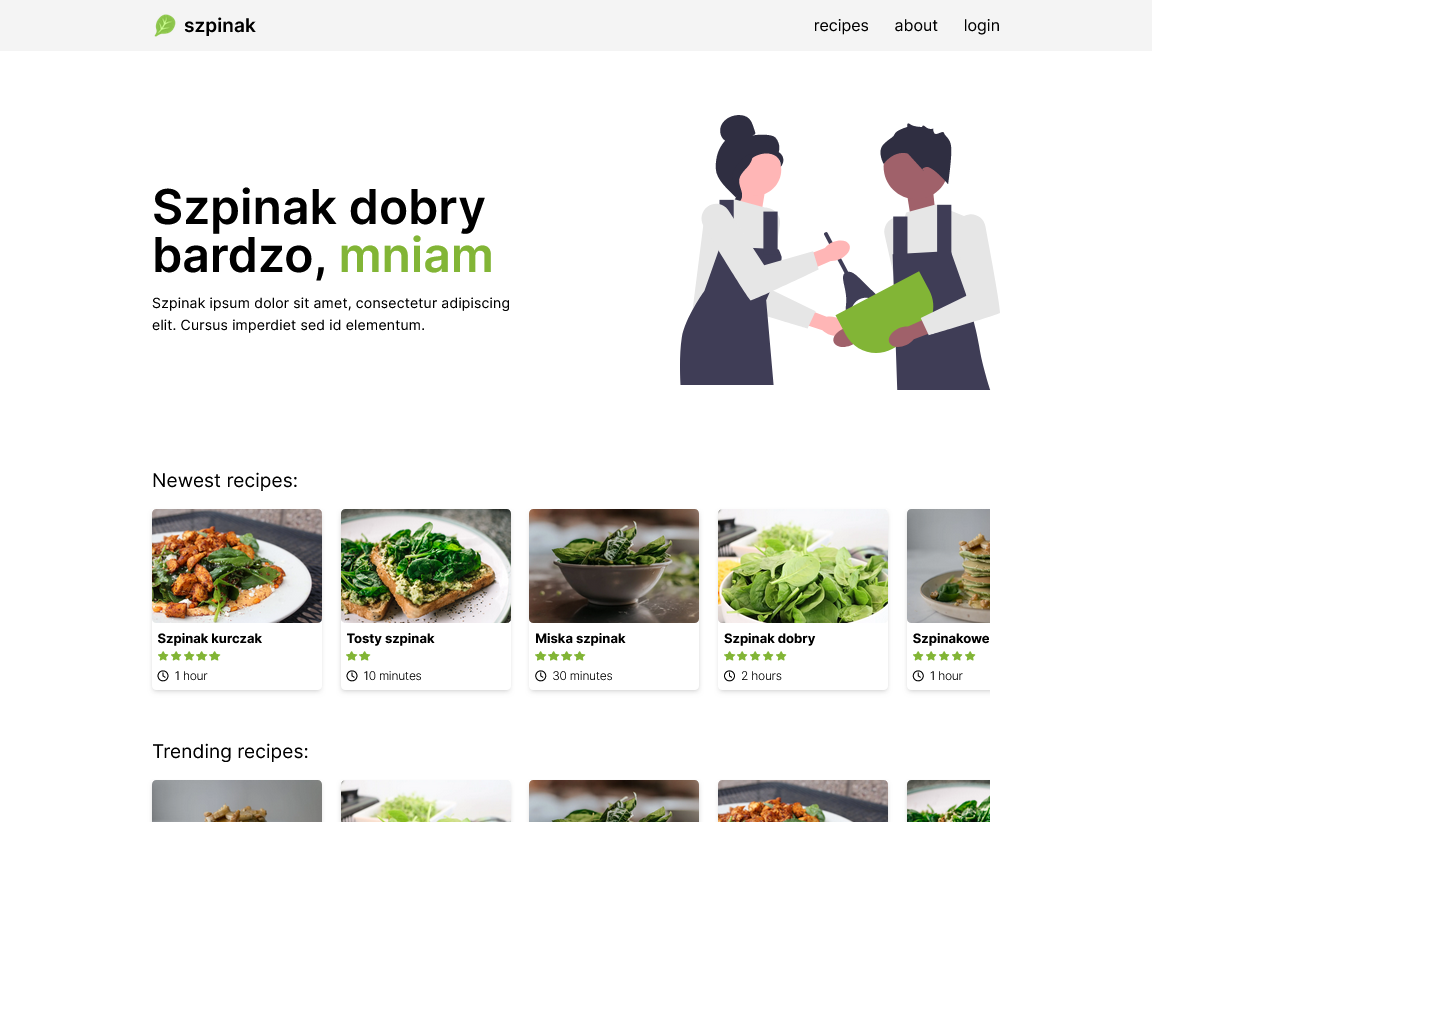 szpinak
recipes about login
Szpinak dobry
bardzo, mniam
Szpinak ipsum dolor sit amet, consectetur adipiscing
elit. Cursus imperdiet sed id elementum.
Newest recipes:
Szpinak kurczak
1 hour
Tosty szpinak
10 minutes
Miska szpinak
30 minutes
Szpinak dobry
2 hours
Szpinakowe
1 hour
Trending recipes: